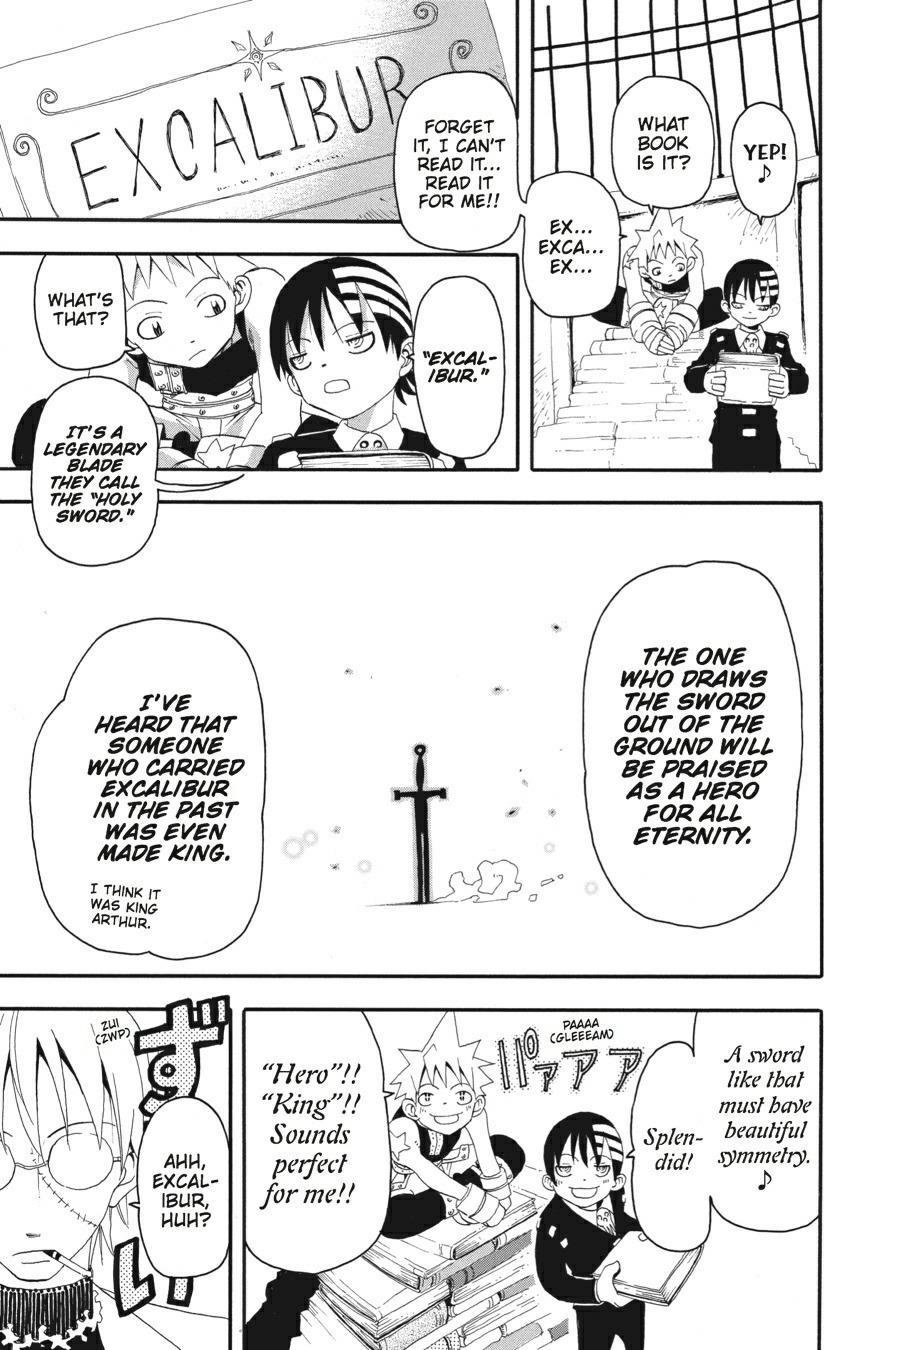 YEP!
♪
WHAT
BOOK
IS IT?
EX...
EXCA...
EX...
FORGET
IT, I CAN'T
READ IT...
READ IT
FOR ME!!
EXCALIBUR
"EXCAL-
IBUR."
WHAT'S
THAT?
IT'S A
LEGENDARY
BLADE
THEY CALL
THE "HOLY
SWORD."
THE ONE
WHO DRAWS
THE SWORD
OUT OF THE
GROUND WILL
BE PRAISED
AS A HERO
FOR ALL
ETERNITY.
I'VE
HEARD THAT
SOMEONE
WHO CARRIED
EXCALIBUR
IN THE PAST
WAS EVEN
MADE KING.
I THINK IT
WAS KING
ARTHUR.
A sword
like that
must have
beautiful
symmetry.
♪
Splen-
did!
PAAAA
(GLEEEAM)
パァアア
"Hero"!!
"King"!!
Sounds
perfect
for me!!
ZUI
(ZWP)
ずい
AHH,
EXCAL-
IBUR,
HUH?